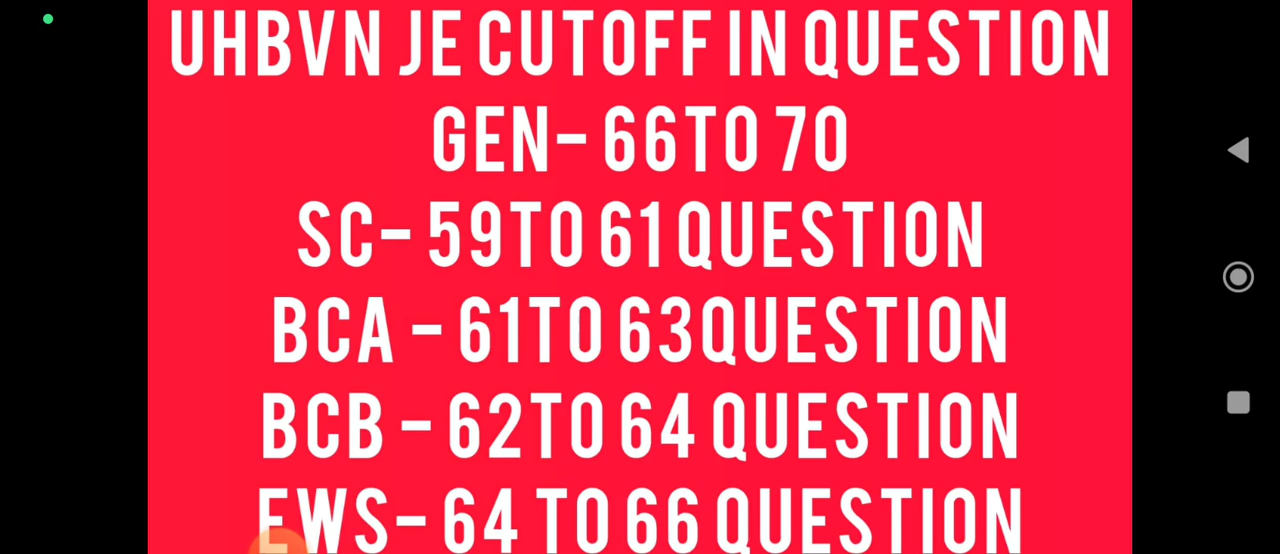 UHBVN JE CUTOFF IN QUESTION
GEN- 66TO 70
SC- 59TO 61 QUESTION
BCA - 61TO 63QUESTION
BCB - 62TO 64 QUESTION
EWS- 64 TO 66 QUESTION